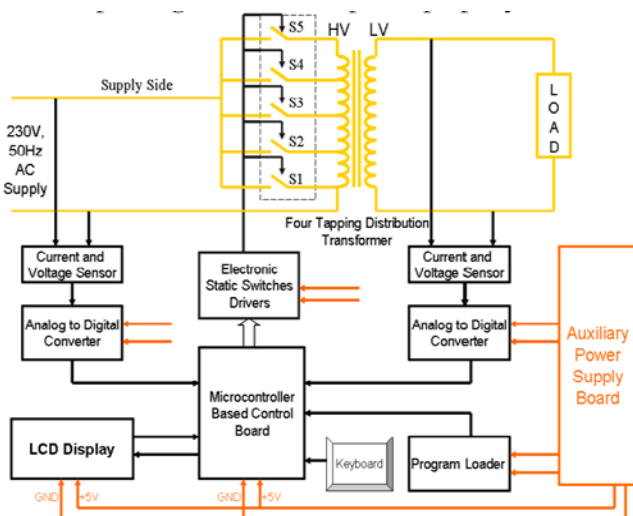 S5
HV
LV
S4
Supply Side
S3
LOAD
230V,
50Hz
AC
Supply
S2
S1
Four Tapping Distribution
Transformer
Current and
Voltage Sensor
Electronic
Static Switches
Drivers
Current and
Voltage Sensor
Analog to Digital
Converter
Analog to Digital
Converter
Auxiliary
Power
Supply
Board
Microcontroller
Based Control
Board
LCD Display
Keyboard
Program Loader
GND
+5V
GND
+5V